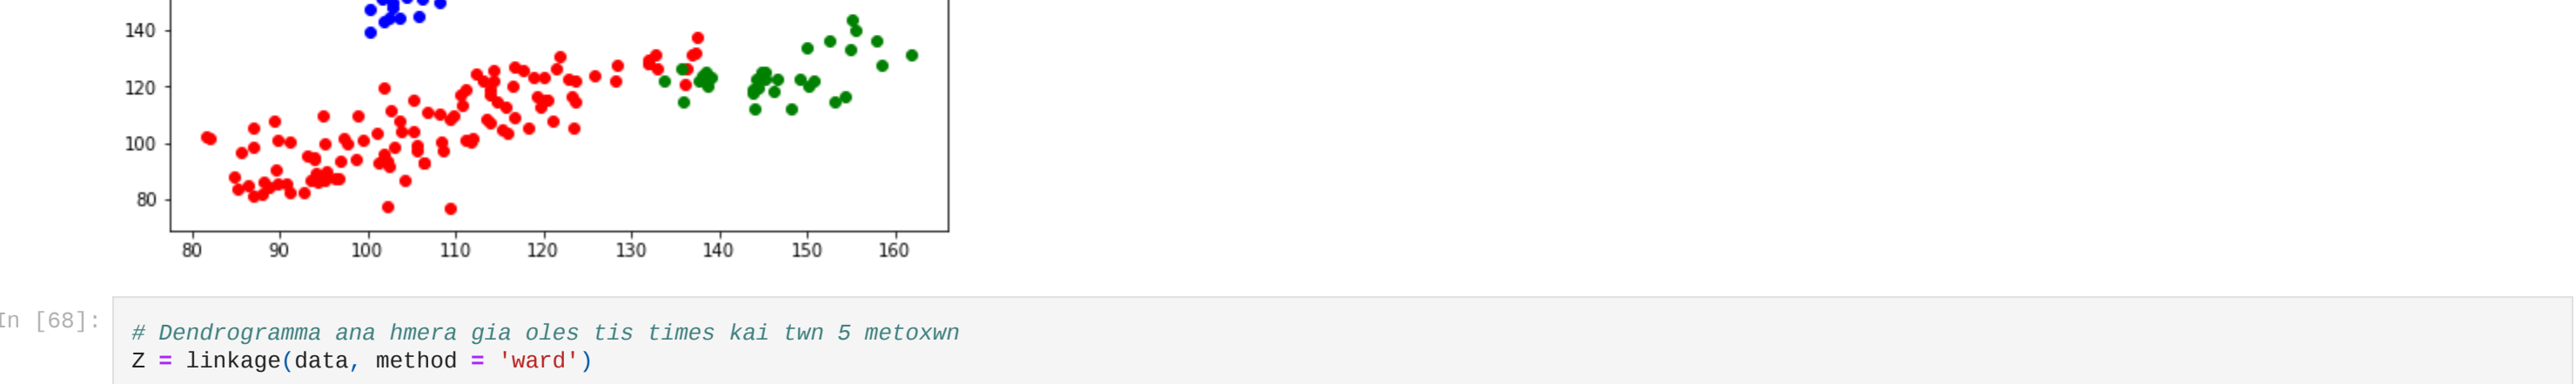 140
120
100
80
80 90 100 110 120 130 140 150 160
In [68]:
# Dendrogramma ana hmera gia oles tis times kai twn 5 metoxwn
Z = linkage(data, method = 'ward')